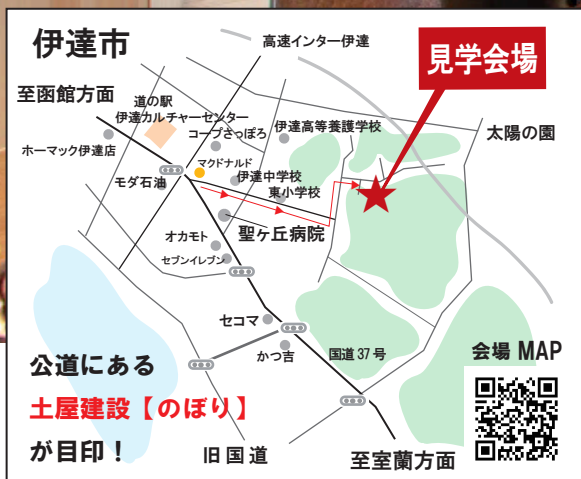 伊達市
高速インター伊達
見学会場
至函館方面
道の駅
伊達カルチャーセンター
コープさっぽろ
伊達高等養護学校
太陽の園
ホーマック伊達店
マクドナルド
伊達中学校
モダ石油
東小学校
聖ヶ丘病院
オカモト
セブンイレブン
セコマ
かつ吉
国道37号
会場 MAP
公道にある
土屋建設【のぼり】
が目印！
旧国道
至室蘭方面